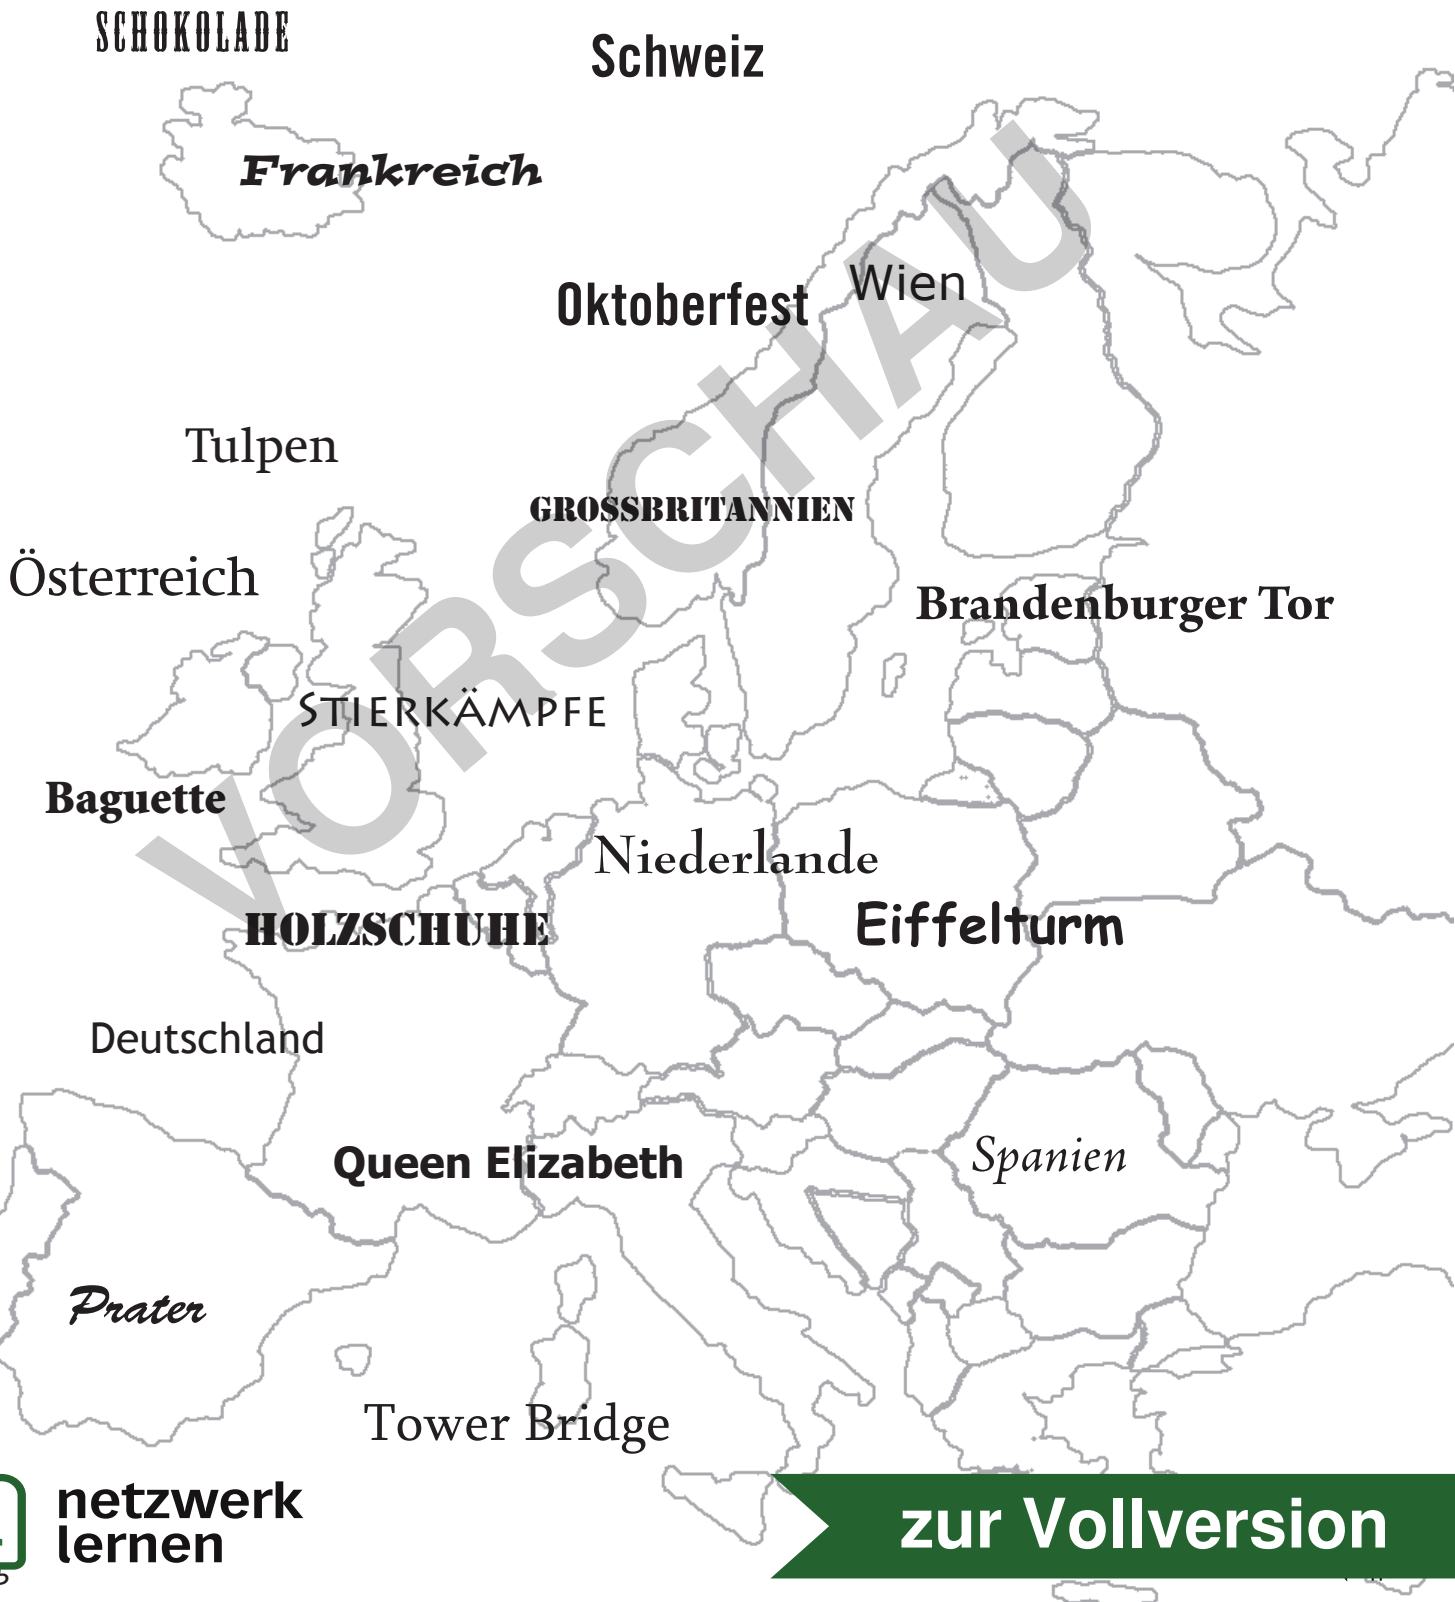 SCHOKOLADE
Schweiz
Frankreich
Wien
Oktoberfest
Tulpen
GROSSBRITANNIEN
Österreich
Brandenburger Tor
STIERKÄMPFE
Baguette
Niederlande
Eiffelturm
HOLZSCHUHE
Deutschland
Queen Elizabeth
Spanien
Prater
Tower Bridge
VORSCHAU
netzwerk
lernen
zur Vollversion